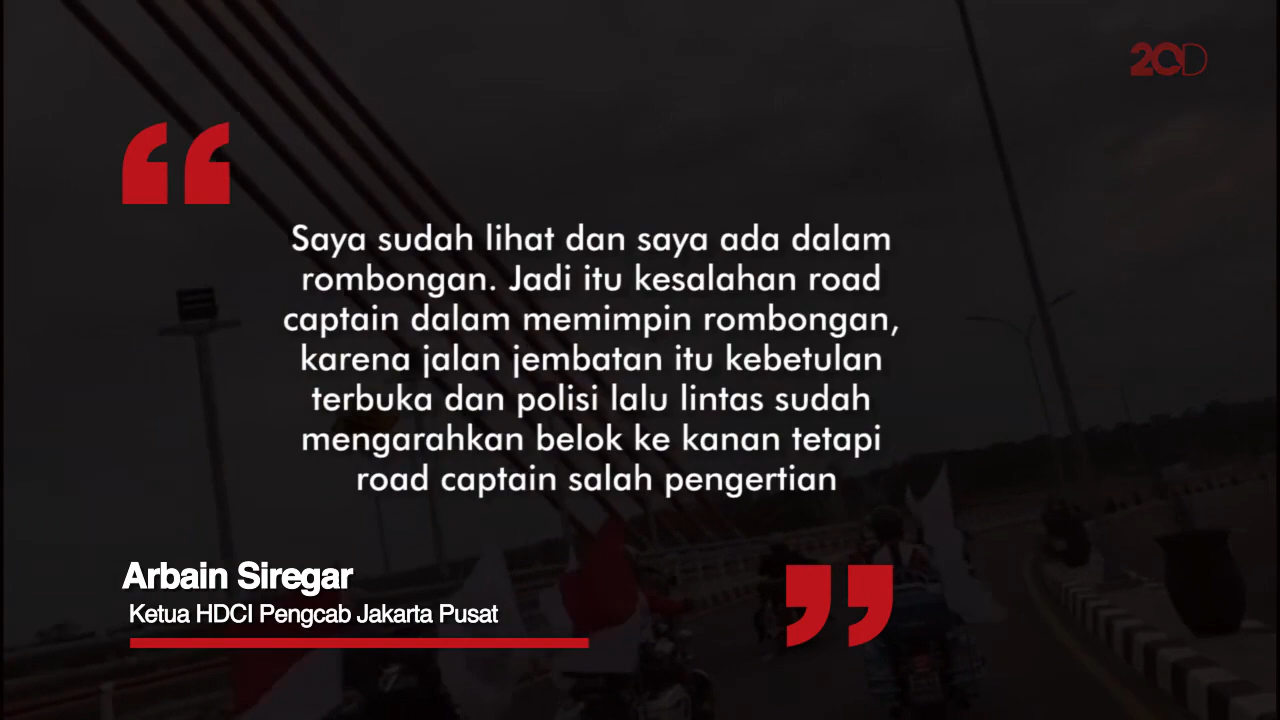 20D
Saya sudah lihat dan saya ada dalam
rombongan. Jadi itu kesalahan road
captain dalam memimpin rombongan,
karena jalan jembatan itu kebetulan
terbuka dan polisi lalu lintas sudah
mengarahkan belok ke kanan tetapi
road captain salah pengertian
Arbain Siregar
Ketua HDCI Pengcab Jakarta Pusat